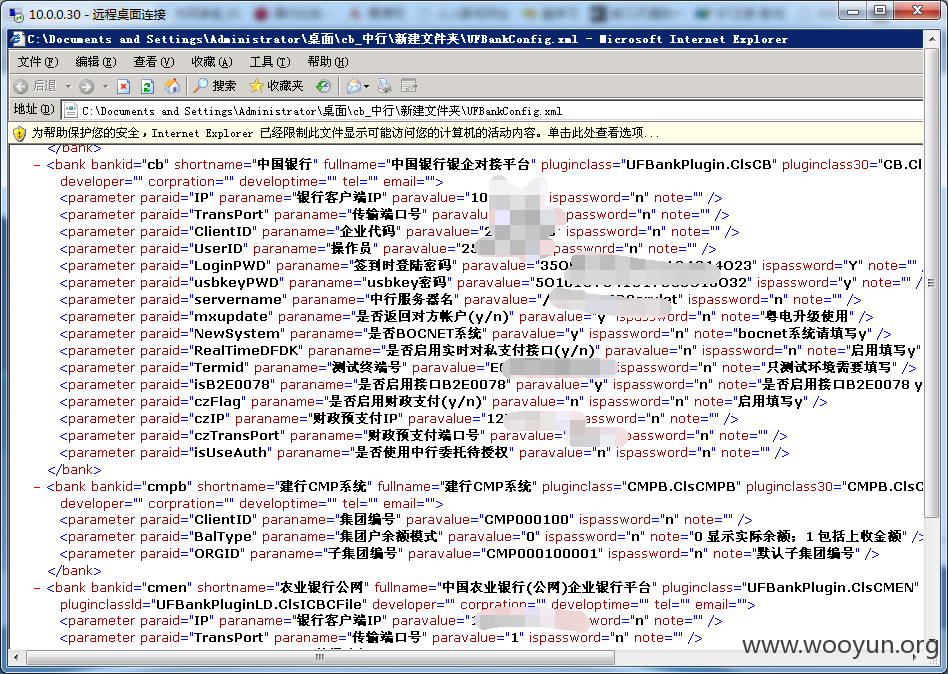 10.0.0.30 - 远程桌面连接
C:\Documents and Settings\Administrator\桌面\cb_中行\新建文件夹\UFBankConfig.xml - Microsoft Internet Explorer
文件(F) 编辑(E) 查看(V) 收藏(A) 工具(T) 帮助(H)
后退 搜索 收藏夹
地址(D) C:\Documents and Settings\Administrator\桌面\cb_中行\新建文件夹\UFBankConfig.xml
为帮助保护您的安全，Internet Explorer 已经限制此文件显示可能访问您的计算机的活动内容。单击此处查看选项...
</bank>
- <bank bankid="cb" shortname="中国银行" fullname="中国银行银企对接平台" pluginclass="UFBankPlugin.ClsCB" pluginclass30="CB.Cl
developer="" corpration="" developtime="" tel="" email="">
<parameter paraid="IP" paraname="银行客户端IP" paravalue="10 ispassword="n" note="" />
<parameter paraid="TransPort" paraname="传输端口号" paravalu password="n" note="" />
<parameter paraid="ClientID" paraname="企业代码" paravalue="2 ispassword="n" note="" />
<parameter paraid="UserID" paraname="操作员" paravalue="25 ispassword="n" note="" />
<parameter paraid="LoginPWD" paraname="签到时登陆密码" paravalue="350 4023" ispassword="Y" note=""
<parameter paraid="usbkeyPWD" paraname="usbkey密码" paravalue= 032" ispassword="y" note="" /
<parameter paraid="servername" paraname="中行服务器名" paravalue="/ ispassword="n" note="" />
<parameter paraid="mxupdate" paraname="是否返回对方帐户(y/n)" paravalue="y" ispassword="n" note="粤电升级使用" />
<parameter paraid="NewSystem" paraname="是否BOCNET系统" paravalue="y" ispassword="n" note="bocnet系统请填写y" />
<parameter paraid="RealTimeDFDK" paraname="是否启用实时对私支付接口(y/n)" paravalue="n" ispassword="n" note="启用填写y"
<parameter paraid="Termid" paraname="测试终端号" paravalue="E ispassword="n" note="只测试环境需要填写" />
<parameter paraid="isB2E0078" paraname="是否启用接口B2E0078" paravalue="y" ispassword="n" note="是否启用接口B2E0078 y
<parameter paraid="czFlag" paraname="是否启用财政支付(y/n)" paravalue="n" ispassword="n" note="启用填写y" />
<parameter paraid="czIP" paraname="财政预支付IP" paravalue="12 password="n" note="" />
<parameter paraid="czTransPort" paraname="财政预支付端口号" paravalue=" password="n" note="" />
<parameter paraid="isUseAuth" paraname="是否使用中行委托待授权" paravalue="n" ispassword="n" note="" />
</bank>
- <bank bankid="cmpb" shortname="建行CMP系统" fullname="建行CMP系统" pluginclass="CMPB.ClsCMPB" pluginclass30="CMPB.ClsC
developer="" corpration="" developtime="" tel="" email="">
<parameter paraid="ClientID" paraname="集团编号" paravalue="CMP000100" ispassword="n" note="" />
<parameter paraid="BalType" paraname="集团户余额模式" paravalue="0" ispassword="n" note="0 显示实际余额；1 包括上收金额" />
<parameter paraid="ORGID" paraname="子集团编号" paravalue="CMP000100001" ispassword="n" note="默认子集团编号" />
</bank>
- <bank bankid="cmen" shortname="农业银行公网" fullname="中国农业银行(公网)企业银行平台" pluginclass="UFBankPlugin.ClsCMEN"
pluginclassld="UFBankPluginLD.ClsICBCFile" developer="" corpration="" developtime="" tel="" email="">
<parameter paraid="IP" paraname="银行客户端IP" paravalue= word="n" note="" />
<parameter paraid="TransPort" paraname="传输端口号" paravalue="1" ispassword="n" note="" />
www.wooyun.org